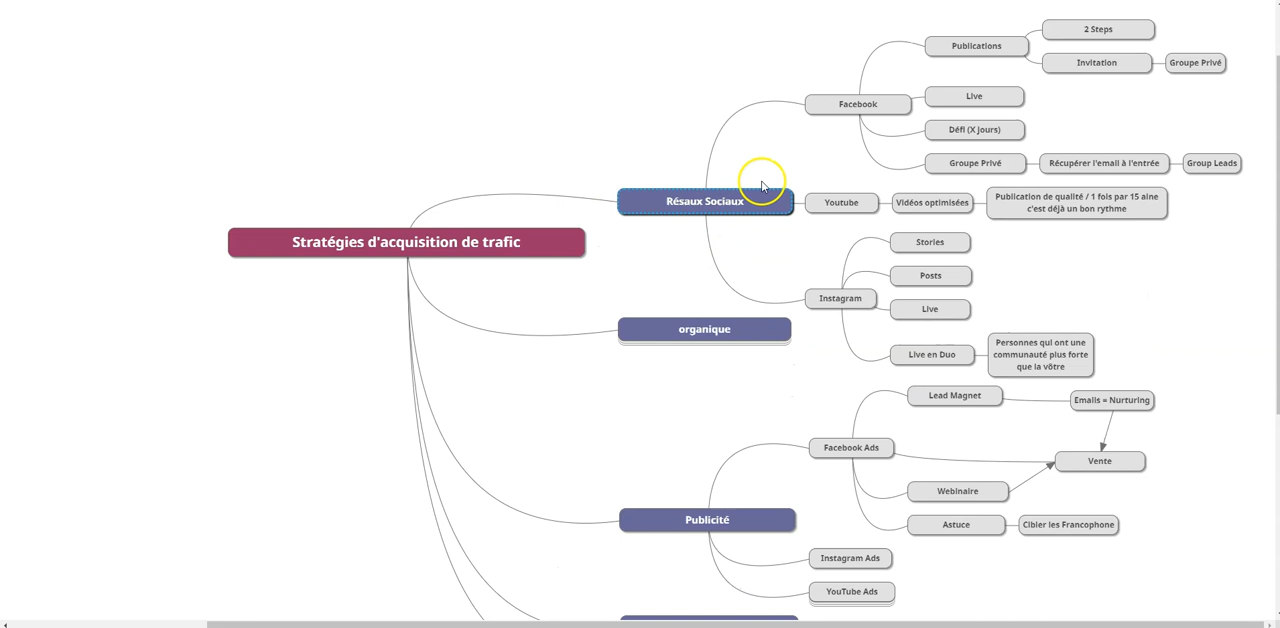 Stratégies d'acquisition de trafic
Résaux Sociaux
Facebook
Publications
2 Steps
Invitation
Groupe Privé
Live
Défi (X jours)
Groupe Privé
Récupérer l'email à l'entrée
Group Leads
Youtube
Vidéos optimisées
Publication de qualité / 1 fois par 15 aine
c'est déjà un bon rythme
Instagram
Stories
Posts
Live
Live en Duo
Personnes qui ont une
communauté plus forte
que la vôtre
organique
Publicité
Facebook Ads
Lead Magnet
Emails = Nurturing
Vente
Webinaire
Astuce
Cibler les Francophone
Instagram Ads
YouTube Ads